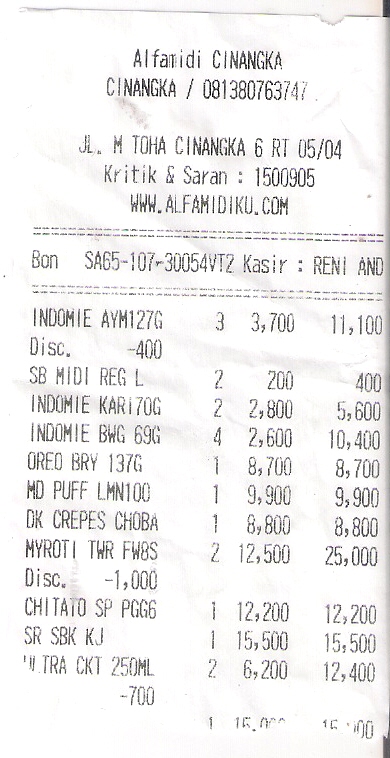 Alfamidi CINANGKA
CINANGKA / 081380763747
JL. M TOHA CINANGKA 6 RT 05/04
Kritik & Saran : 1500905
WWW.ALFAMIDIKU.COM
Bon SA65-107-30054VT2 Kasir : RENI AND
INDOMIE AYM127G 3 3,700 11,100
Disc. -400
SB MIDI REG L 2 200 400
INDOMIE KARI70G 2 2,800 5,600
INDOMIE BWG 69G 4 2,600 10,400
OREO BRY 137G 1 8,700 8,700
MD PUFF LMN100 1 9,900 9,900
DK CREPES CHOBA 1 8,800 8,800
MYROTI TWR FW8S 2 12,500 25,000
Disc. -1,000
CHITATO SP PGG6 1 12,200 12,200
SR SBK KJ 1 15,500 15,500
ULTRA CKT 250ML 2 6,200 12,400
-700
1